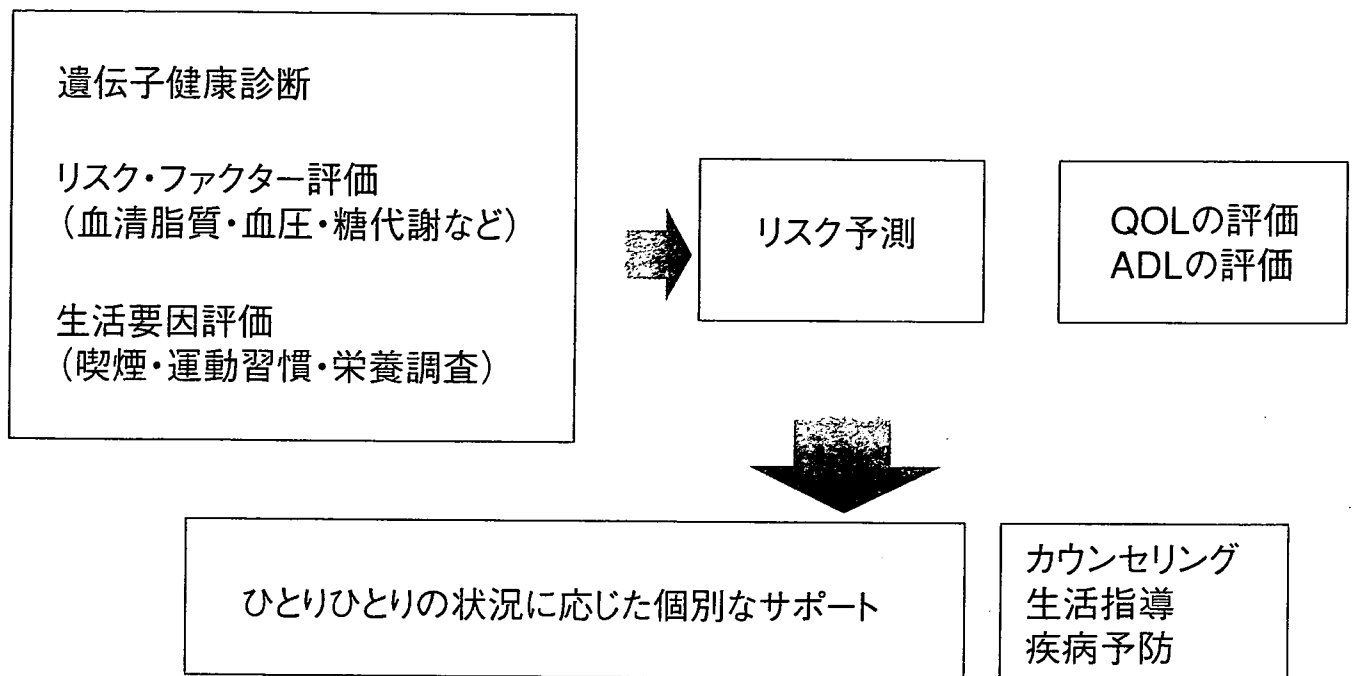 遺伝子健康診断
リスク・ファクター評価
（血清脂質・血圧・糖代謝など）
生活要因評価
（喫煙・運動習慣・栄養調査）
リスク予測
QOLの評価
ADLの評価
ひとりひとりの状況に応じた個別なサポート
カウンセリング
生活指導
疾病予防